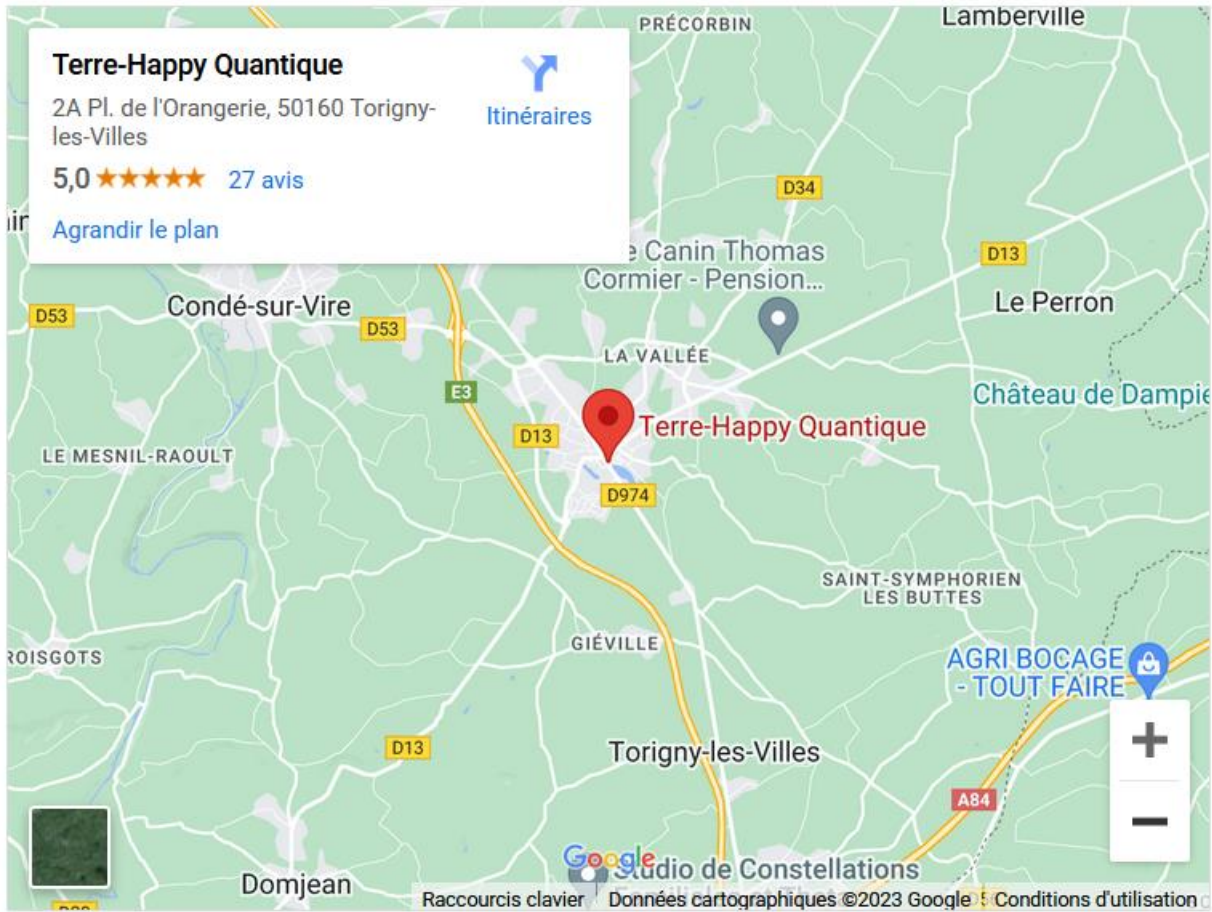 PRÉCORBIN
Lamberville
Terre-Happy Quantique
2A Pl. de l'Orangerie, 50160 Torigny-
les-Villes
Itinéraires
5,0
27 avis
Agrandir le plan
D34
Canin Thomas
Cormier - Pension...
D13
Condé-sur-Vire
Le Perron
D53
D53
LA VALLÉE
E3
Château de Dampie
D13
Terre-Happy Quantique
LE MESNIL-RAOULT
D974
SAINT-SYMPHORIEN
LES BUTTES
GIÉVILLE
ROISGOTS
AGRI BOCAGE
- TOUT FAIRE
D13
Torigny-les-Villes
A84
Google
Studio de Constellations
Domjean
Raccourcis clavier
Données cartographiques ©2023 Google
Conditions d'utilisation